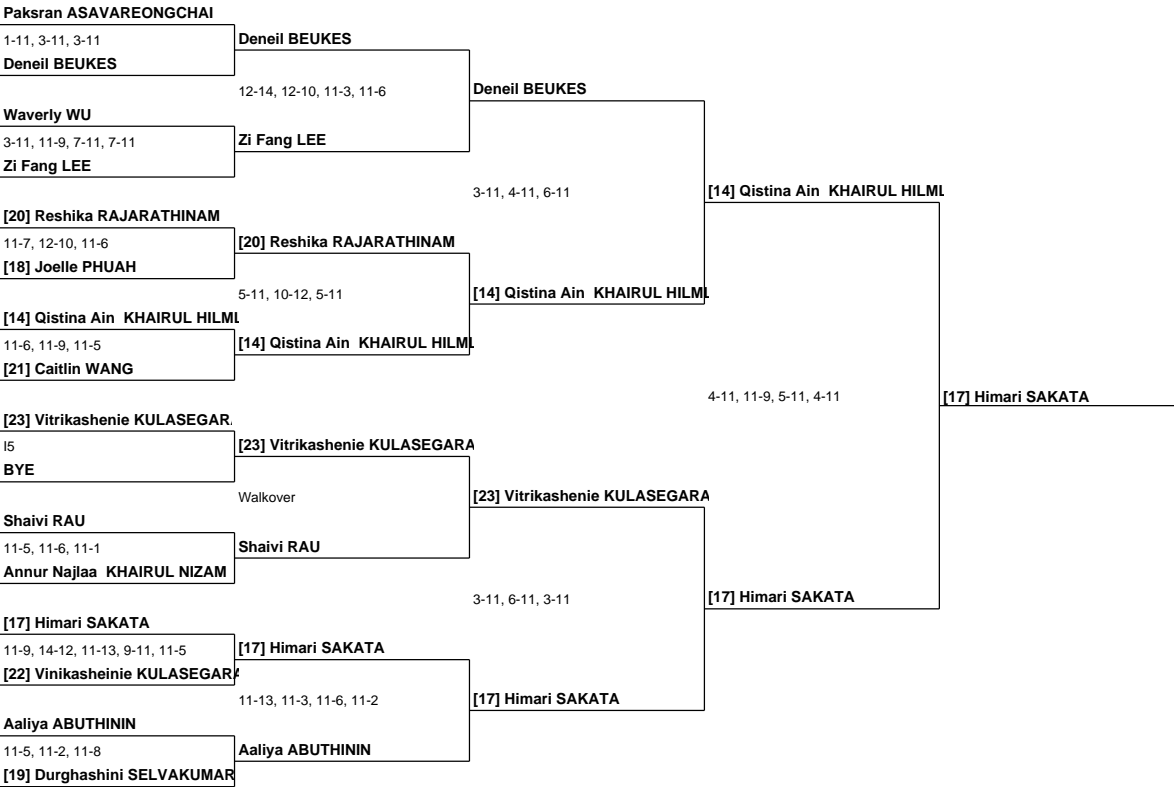 Paksran ASAVAREONGCHAI
1-11, 3-11, 3-11
Deneil BEUKES
Deneil BEUKES
12-14, 12-10, 11-3, 11-6
Deneil BEUKES
Waverly WU
3-11, 11-9, 7-11, 7-11
Zi Fang LEE
Zi Fang LEE
3-11, 4-11, 6-11
[14] Qistina Ain KHAIRUL HILMI
[20] Reshika RAJARATHINAM
11-7, 12-10, 11-6
[18] Joelle PHUAH
[20] Reshika RAJARATHINAM
5-11, 10-12, 5-11
[14] Qistina Ain KHAIRUL HILMI
[14] Qistina Ain KHAIRUL HILMI
11-6, 11-9, 11-5
[21] Caitlin WANG
[14] Qistina Ain KHAIRUL HILMI
4-11, 11-9, 5-11, 4-11
[17] Himari SAKATA
[23] Vitrikashenie KULASEGAR
I5
BYE
[23] Vitrikashenie KULASEGARA
Walkover
[23] Vitrikashenie KULASEGARA
Shaivi RAU
11-5, 11-6, 11-1
Annur Najlaa KHAIRUL NIZAM
Shaivi RAU
3-11, 6-11, 3-11
[17] Himari SAKATA
[17] Himari SAKATA
11-9, 14-12, 11-13, 9-11, 11-5
[22] Vinikasheinie KULASEGARA
[17] Himari SAKATA
11-13, 11-3, 11-6, 11-2
[17] Himari SAKATA
Aaliya ABUTHININ
11-5, 11-2, 11-8
[19] Durghashini SELVAKUMAR
Aaliya ABUTHININ